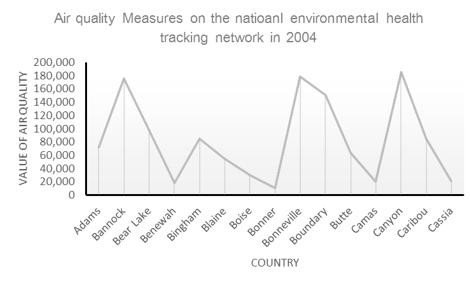 Air quality Measures on the natioanl environmental health
tracking network in 2004
VALUE OF AIR QUALITY
200,000
180,000
160,000
140,000
120,000
100,000
80,000
60,000
40,000
20,000
0
Adams
Bannock
Bear Lake
Benewah
Bingham
Blaine
Boise
Bonner
Bonneville
Boundary
Butte
Camas
Canyon
Caribou
Cassia
COUNTRY